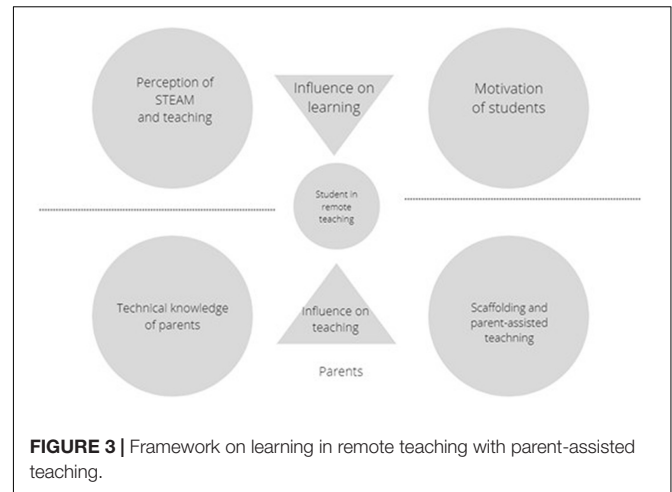 Perception of
STEAM
and teaching
Influence on
learning
Motivation
of students
Student in
remote
teaching
Technical knowledge
of parents
Influence on
teaching
Parents
Scaffolding and
parent-assisted
teachning
FIGURE 3 | Framework on learning in remote teaching with parent-assisted
teaching.